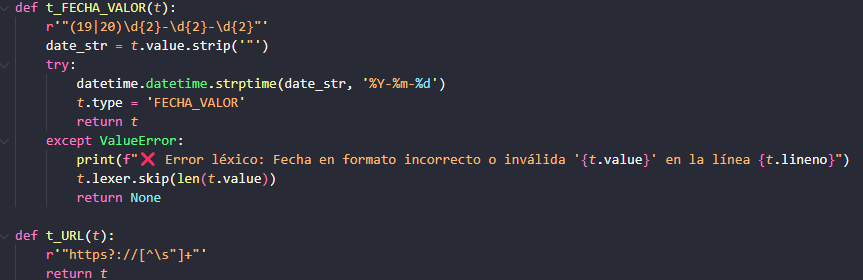 def t_FECHA_VALOR(t):
    r'"(19|20)\d{2}-\d{2}-\d{2}"'
    date_str = t.value.strip('"')
    try:
        datetime.datetime.strptime(date_str, '%Y-%m-%d')
        t.type = 'FECHA_VALOR'
        return t
    except ValueError:
        print(f"❌ Error léxico: Fecha en formato incorrecto o inválida '{t.value}' en la línea {t.lineno}")
        t.lexer.skip(len(t.value))
        return None
def t_URL(t):
    r'"https?://[^\s"]+"'
    return t